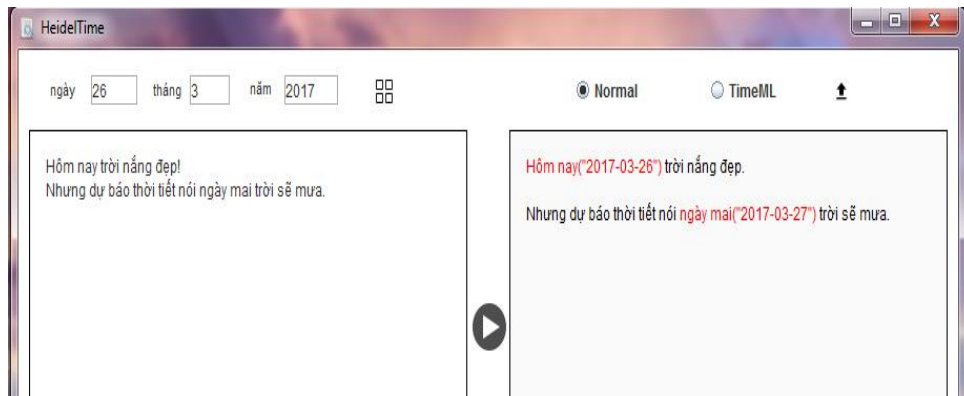 HeidelTime
ngày 26 tháng 3 năm 2017
Normal TimeML
Hôm nay trời nắng đẹp!
Nhưng dự báo thời tiết nói ngày mai trời sẽ mưa.
Hôm nay("2017-03-26") trời nắng đẹp.
Nhưng dự báo thời tiết nói ngày mai("2017-03-27") trời sẽ mưa.